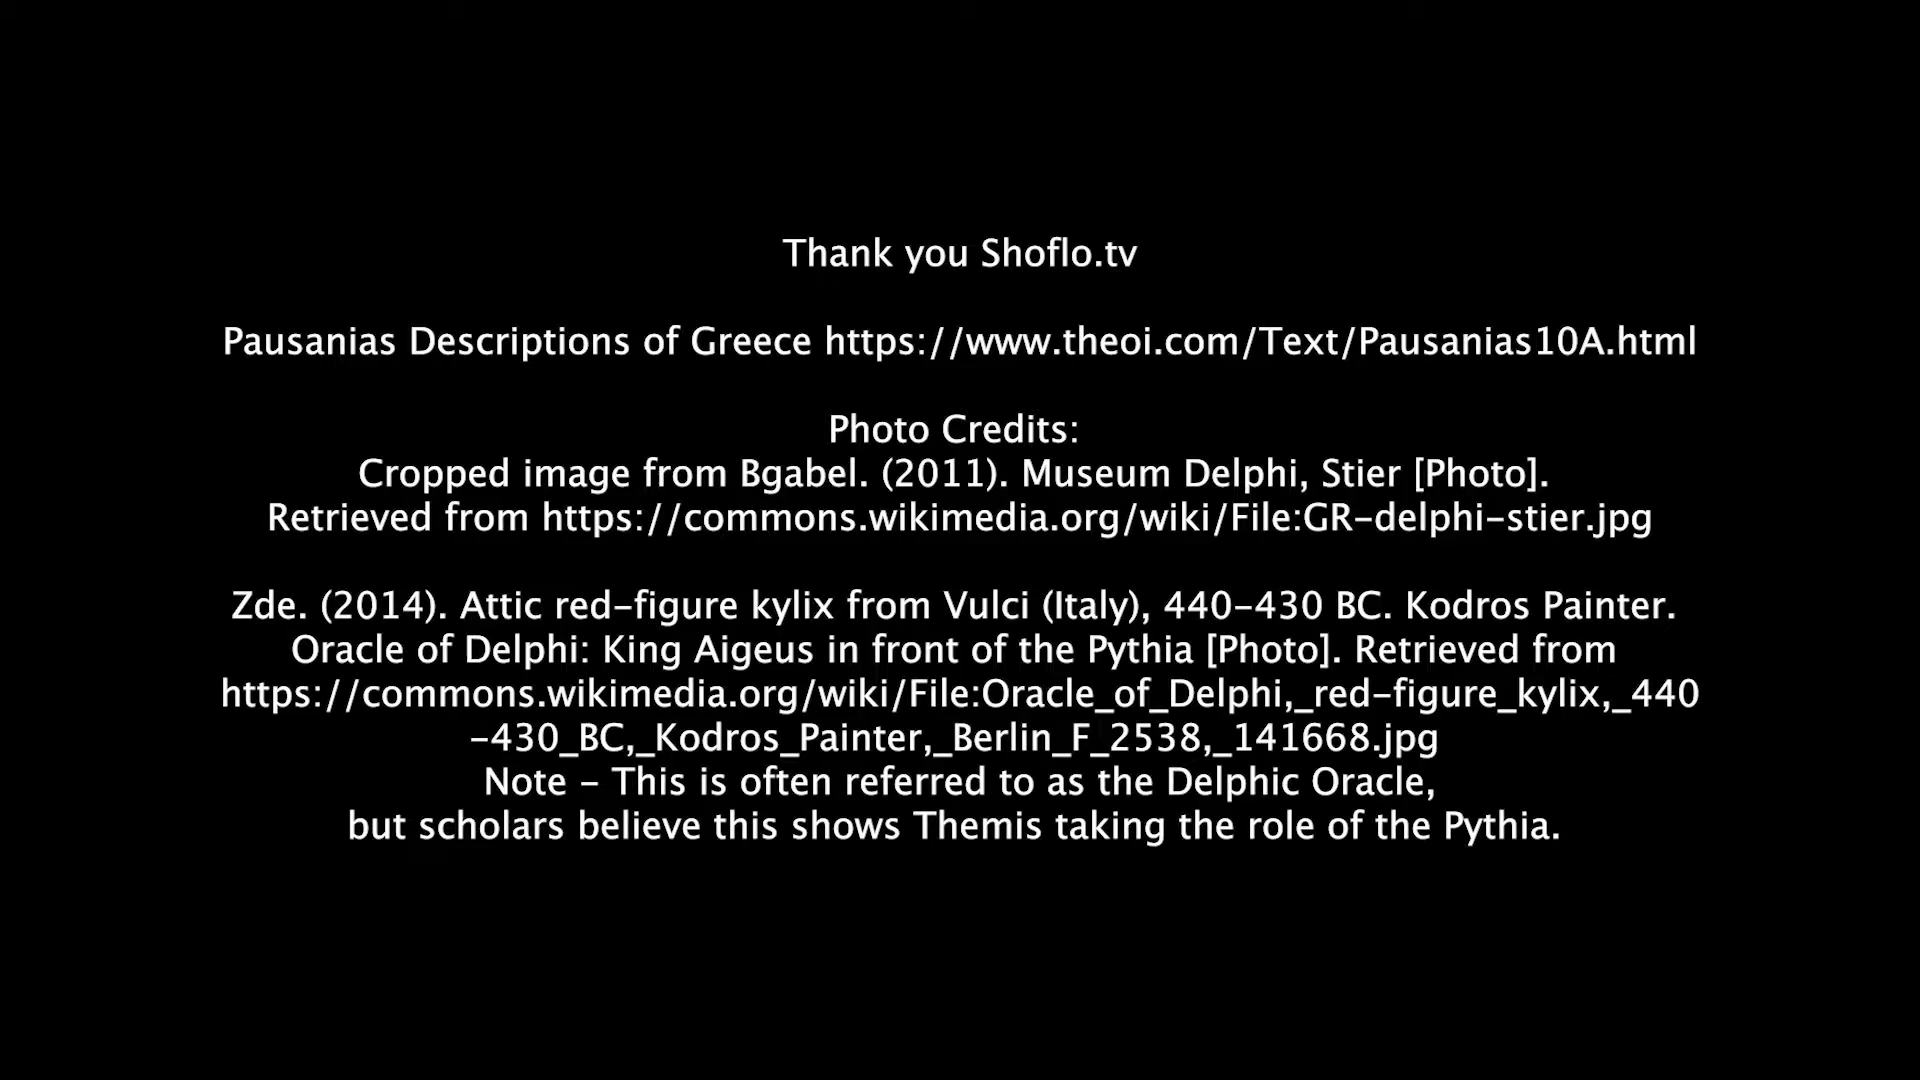 Thank you Shoflo.tv
Pausanias Descriptions of Greece https://www.theoi.com/Text/Pausanias10A.html
Photo Credits:
Cropped image from Bgabel. (2011). Museum Delphi, Stier [Photo].
Retrieved from https://commons.wikimedia.org/wiki/File:GR-delphi-stier.jpg
Zde. (2014). Attic red-figure kylix from Vulci (Italy), 440-430 BC. Kodros Painter.
Oracle of Delphi: King Aigeus in front of the Pythia [Photo]. Retrieved from
https://commons.wikimedia.org/wiki/File:Oracle_of_Delphi,_red-figure_kylix,_440
-430_BC,_Kodros_Painter,_Berlin_F_2538,_141668.jpg
Note - This is often referred to as the Delphic Oracle,
but scholars believe this shows Themis taking the role of the Pythia.